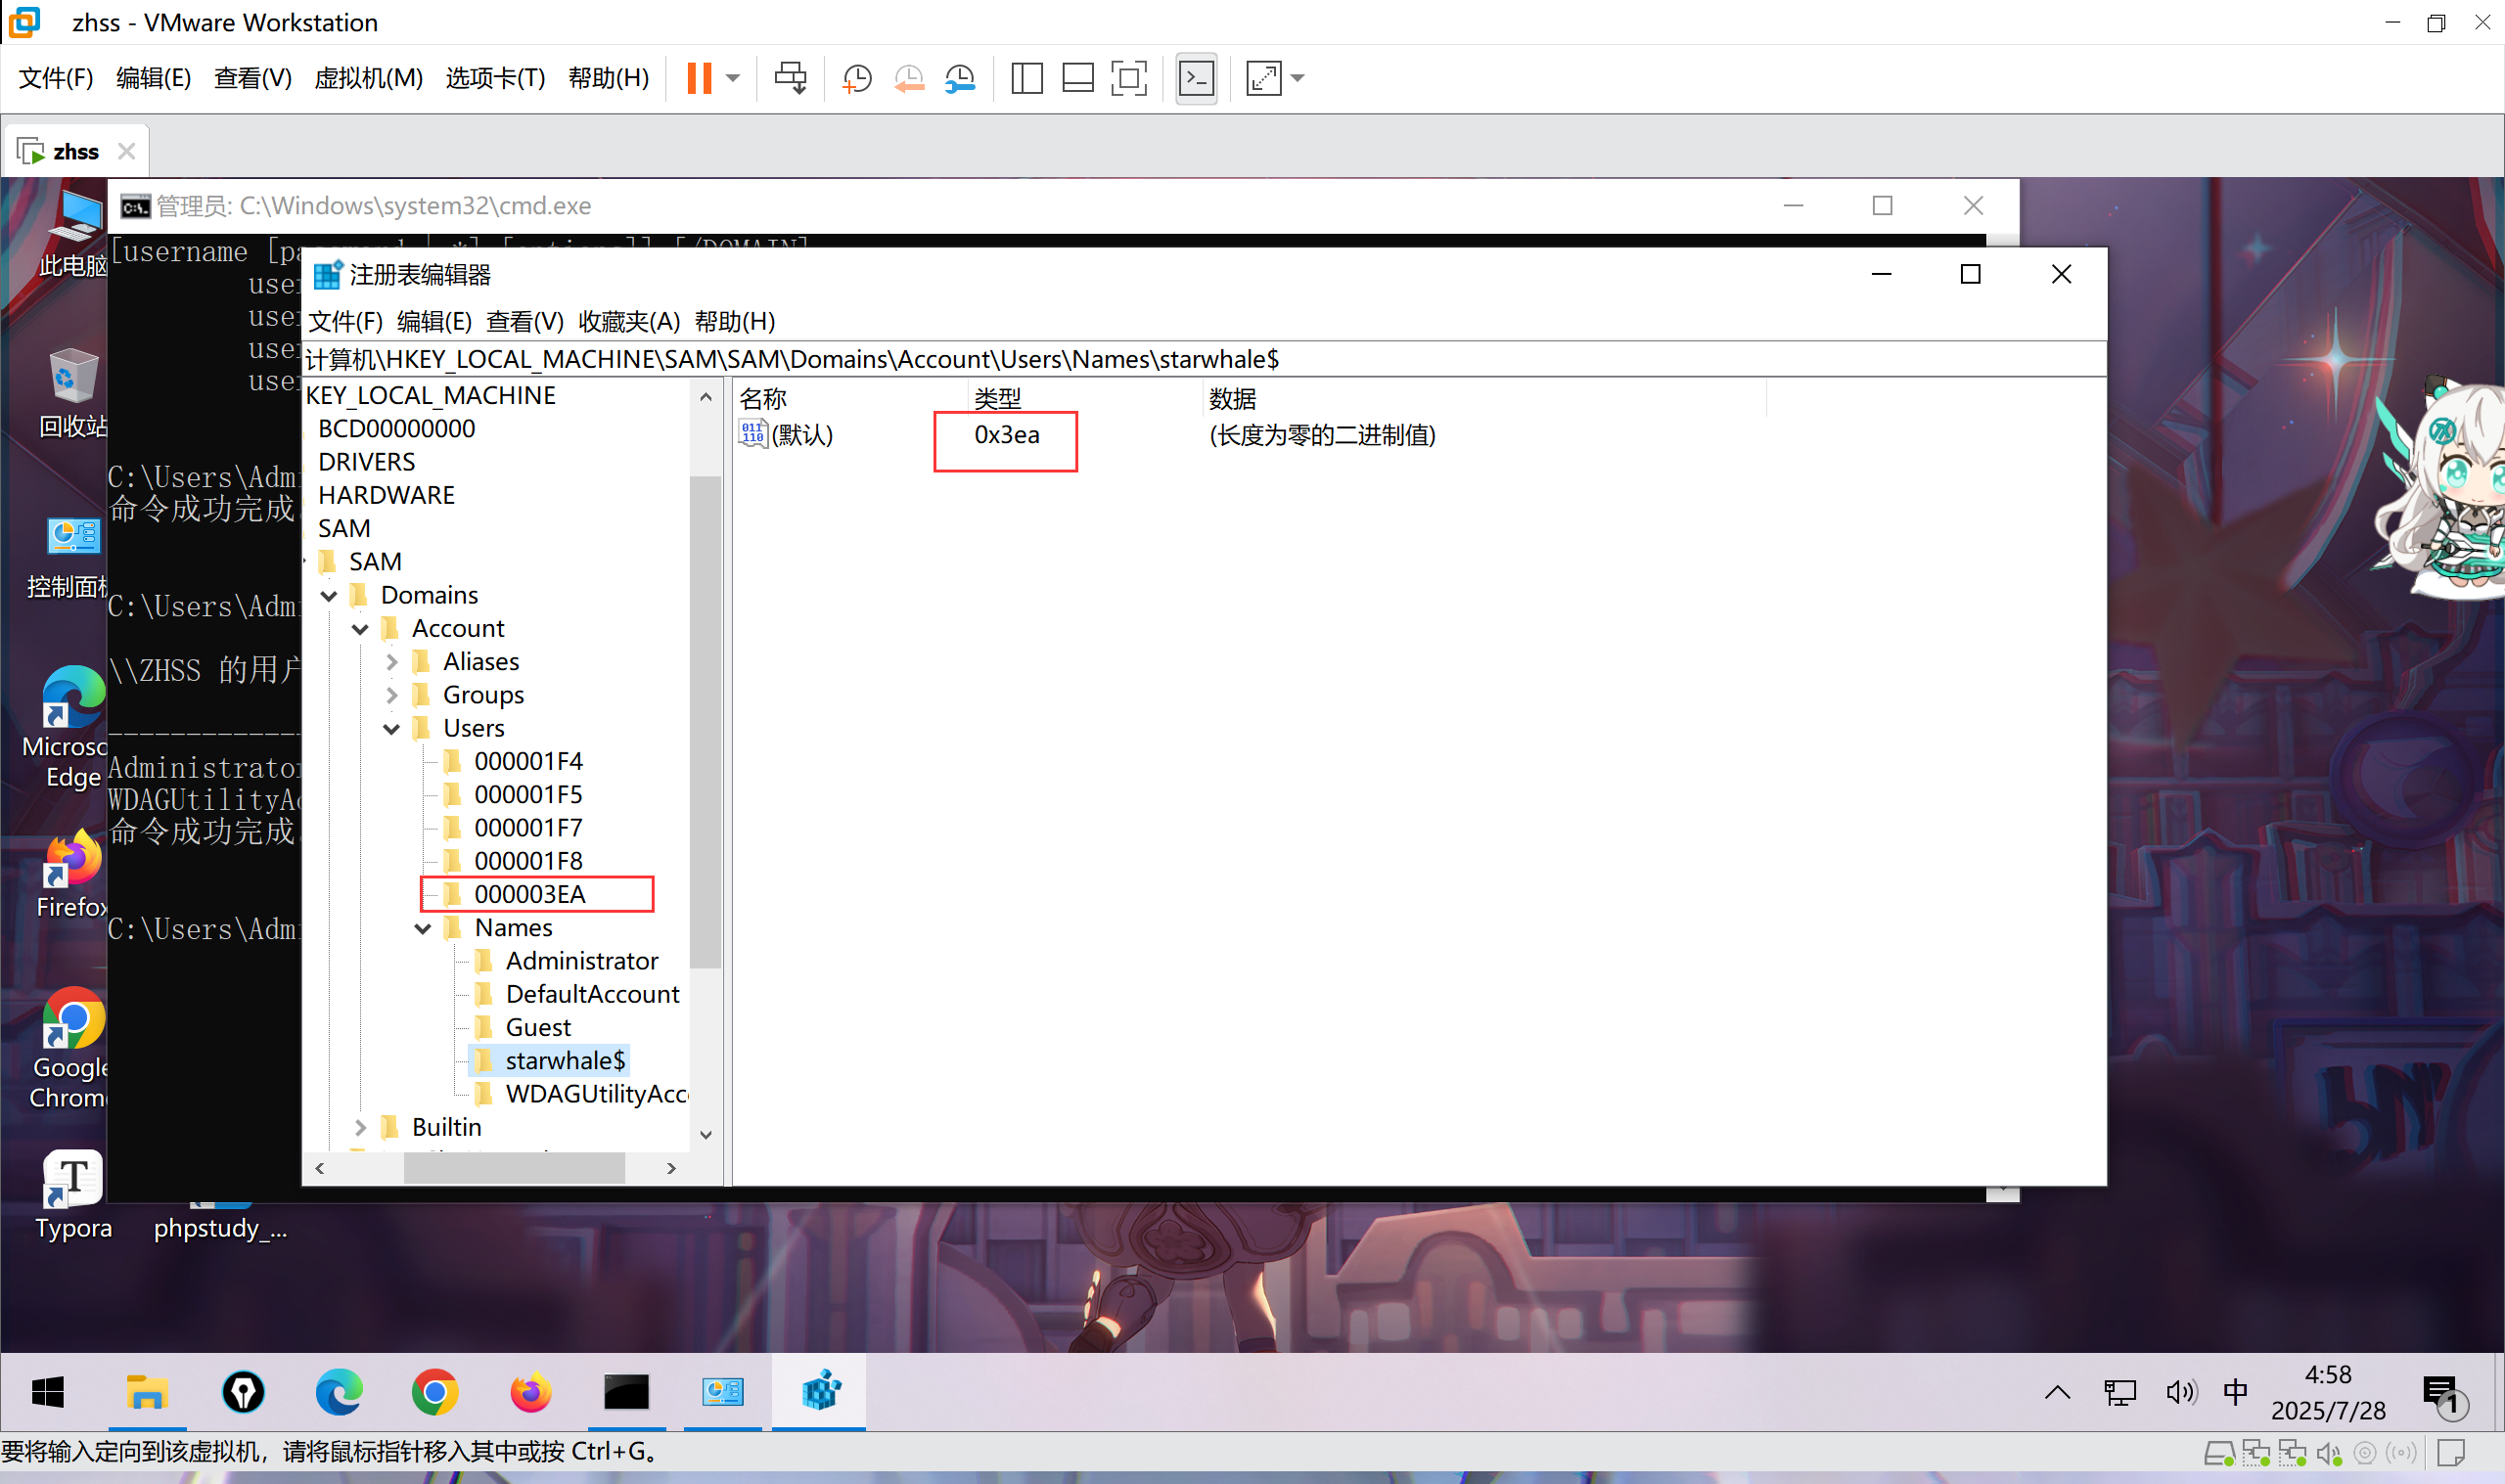 zhss - VMware Workstation
文件(F) 编辑(E) 查看(V) 虚拟机(M) 选项卡(T) 帮助(H)
zhss
管理员: C:\Windows\system32\cmd.exe
[username [
此电脑
注册表编辑器
文件(F) 编辑(E) 查看(V) 收藏夹(A) 帮助(H)
计算机\HKEY_LOCAL_MACHINE\SAM\SAM\Domains\Account\Users\Names\starwhale$
名称 类型 数据
(默认) 0x3ea (长度为零的二进制值)
KEY_LOCAL_MACHINE
BCD00000000
DRIVERS
HARDWARE
SAM
SAM
Domains
Account
Aliases
Groups
Users
000001F4
000001F5
000001F7
000001F8
000003EA
Names
Administrator
DefaultAccount
Guest
starwhale$
WDAGUtilityAcc
Builtin
use
use
use
use
C:\Users\Adm
命令成功完成
C:\Users\Adm
\\ZHSS 的用户
--------------
Administrator
WDAGUtilityAc
命令成功完成
C:\Users\Adm
回收站
控制面板
Microso
Edge
Firefox
Google
Chrom
Typora
phpstudy_...
中
4:58
2025/7/28
1
要将输入定向到该虚拟机，请将鼠标指针移入其中或按 Ctrl+G。